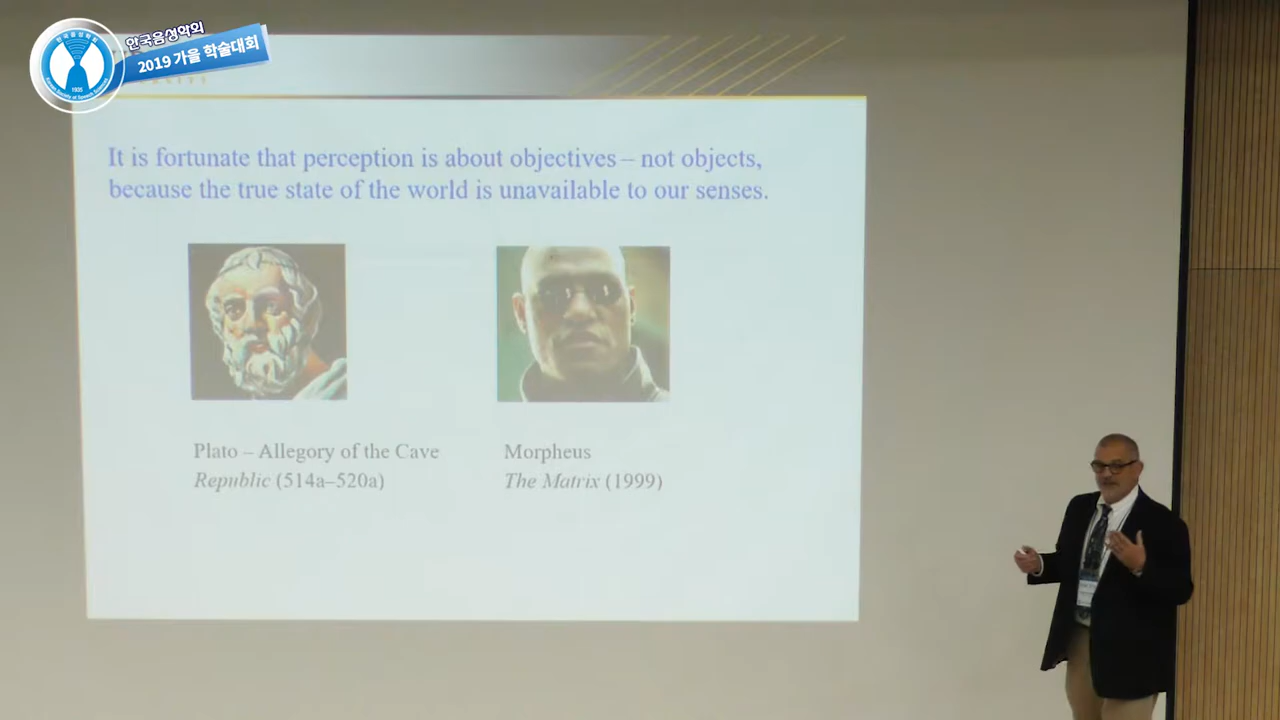 한국음성학회
2019 가을 학술대회
1935
It is fortunate that perception is about objectives – not objects,
because the true state of the world is unavailable to our senses.
Plato – Allegory of the Cave
Republic (514a–520a)
Morpheus
The Matrix (1999)